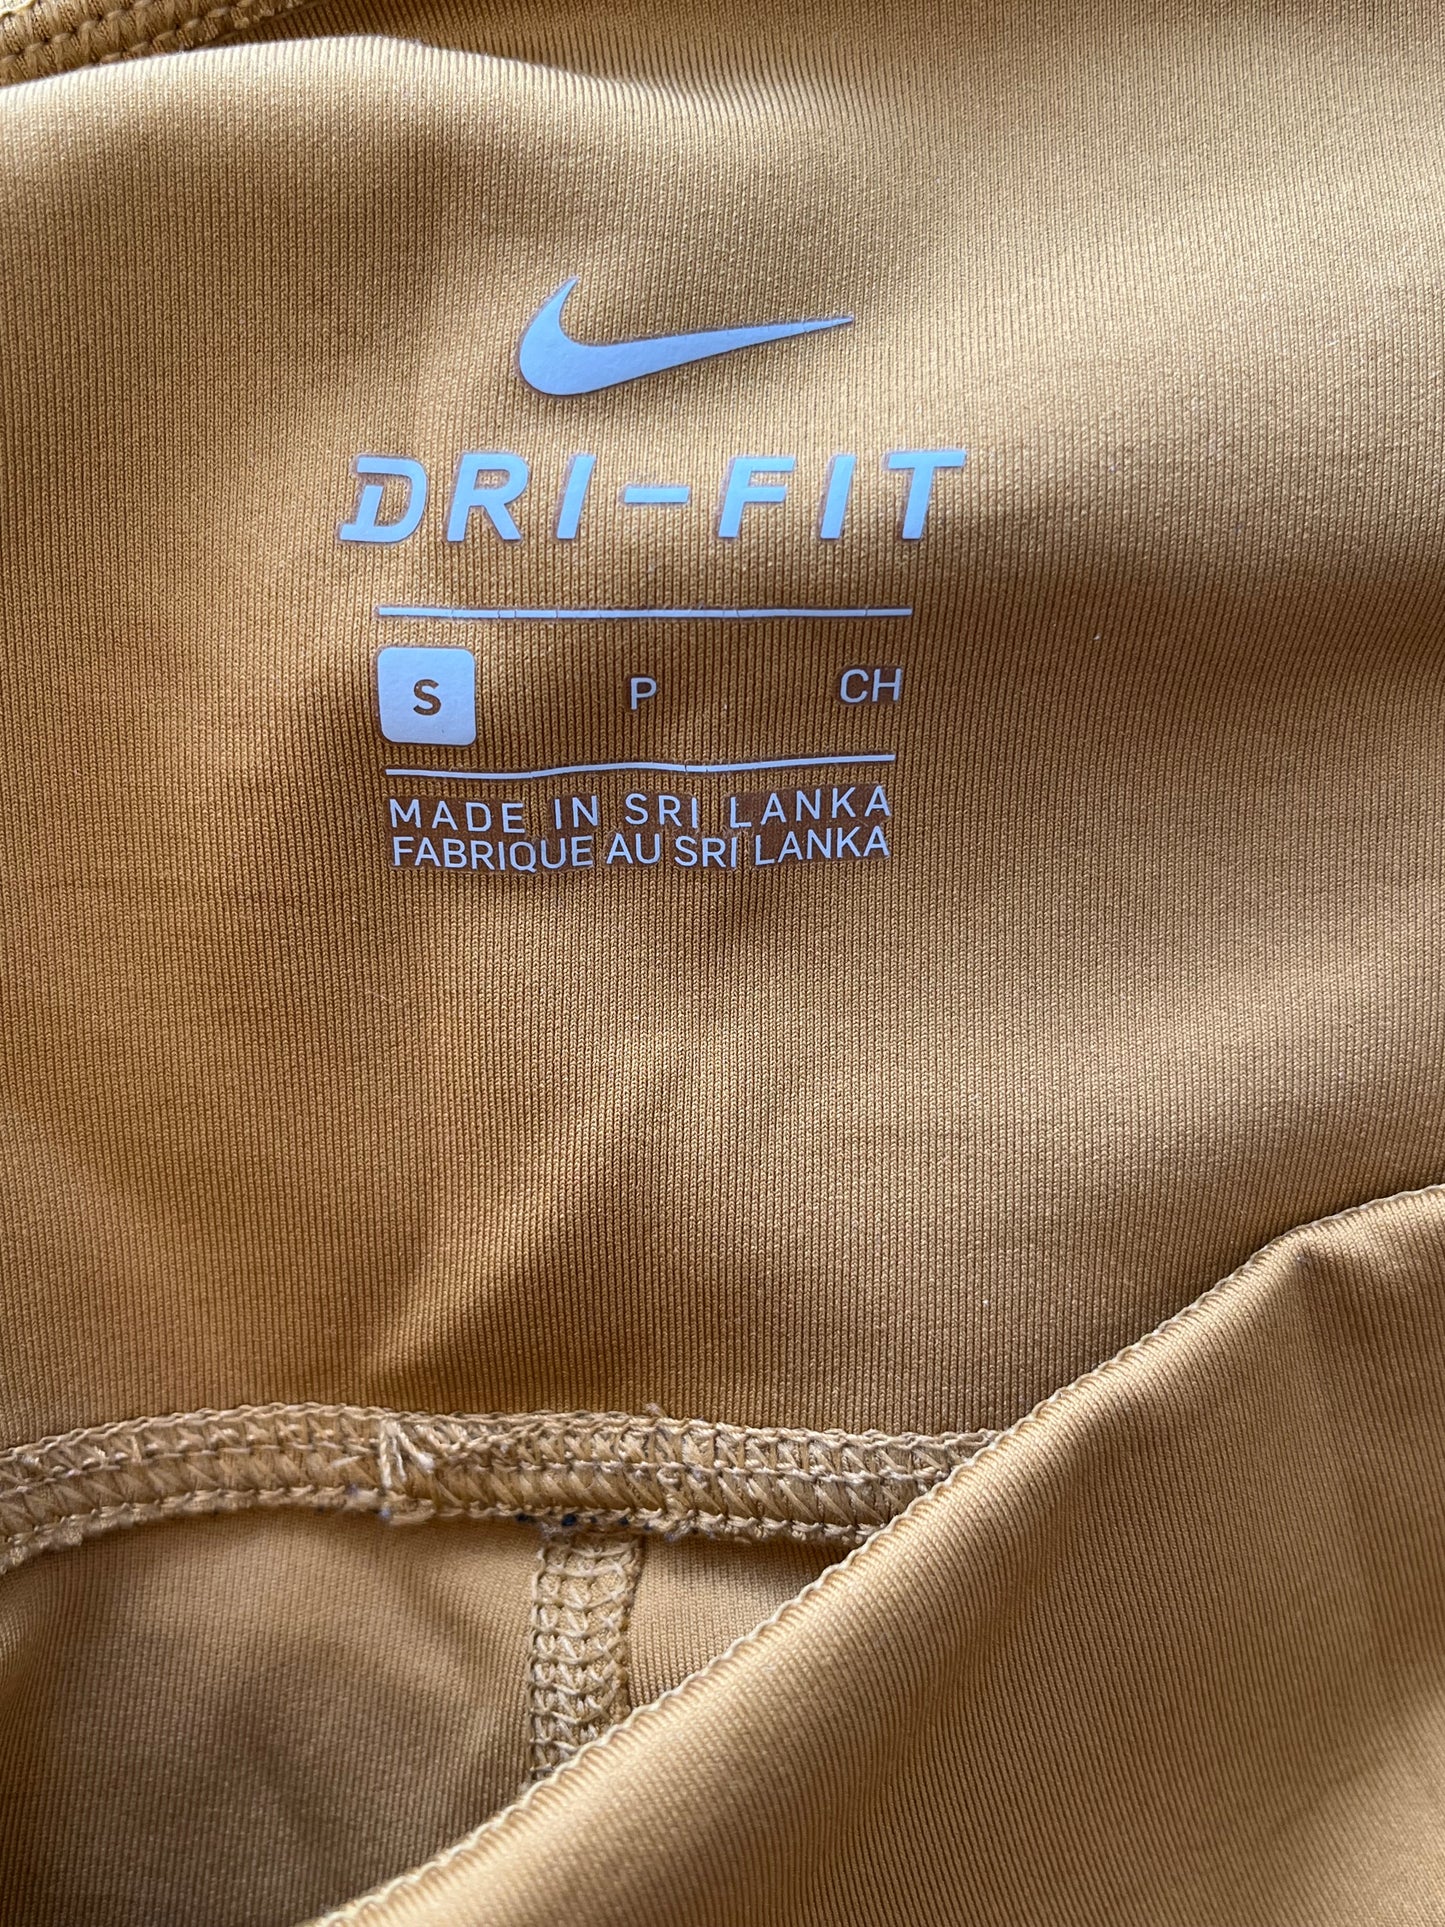 DRI-FIT
S P CH
MADE IN SRI LANKA
FABRIQUE AU SRI LANKA